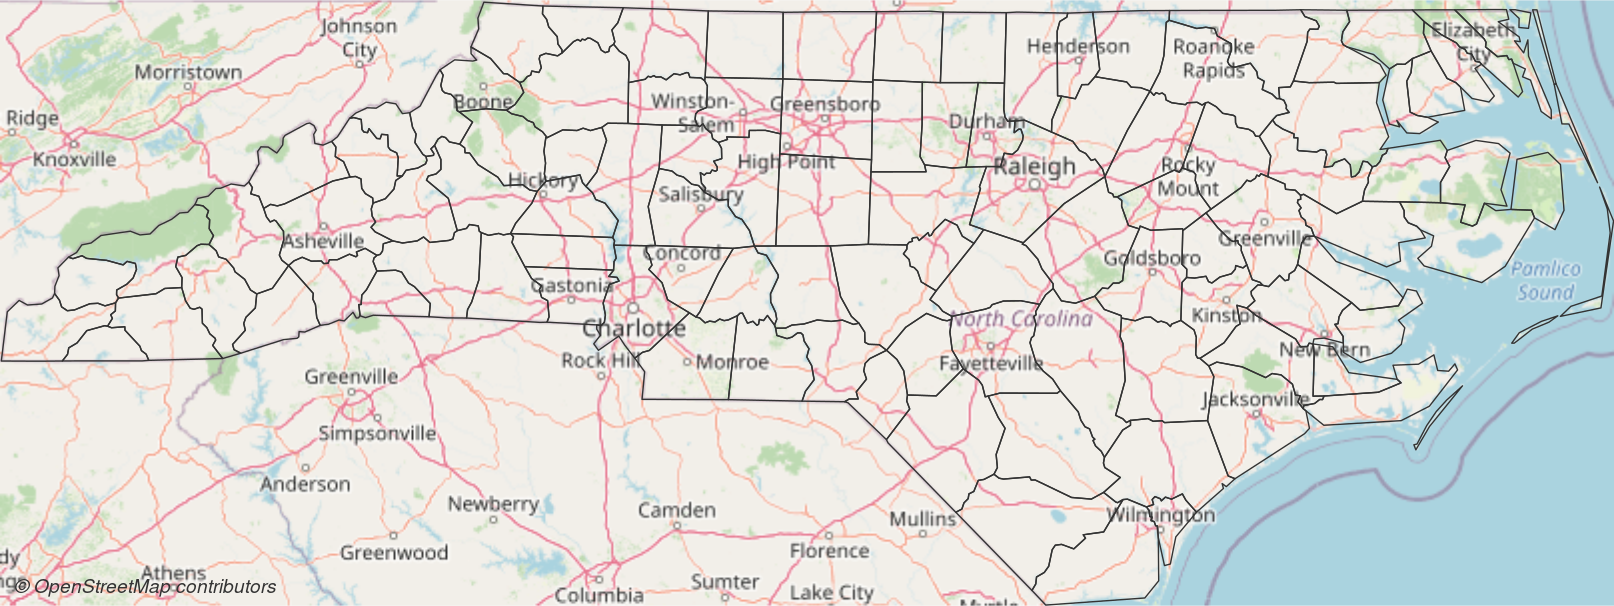 Johnson
City
Morristown
Ridge
Knoxville
Boone
Winston-
Salem
Greensboro
High Point
Durham
Raleigh
Henderson
Roanoke
Rapids
Elizabeth
City
Rocky
Mount
Hickory
Salisbury
Asheville
Concord
Gastonia
Charlotte
Rock Hill
Monroe
Greenville
Goldsboro
Kinston
New Bern
Pamlico
Sound
North Carolina
Fayetteville
Jacksonville
Greenville
Simpsonville
Anderson
Newberry
Camden
Mullins
Wilmington
Greenwood
Florence
Athens
Columbia
Sumter
Lake City
dy
© OpenStreetMap contributors